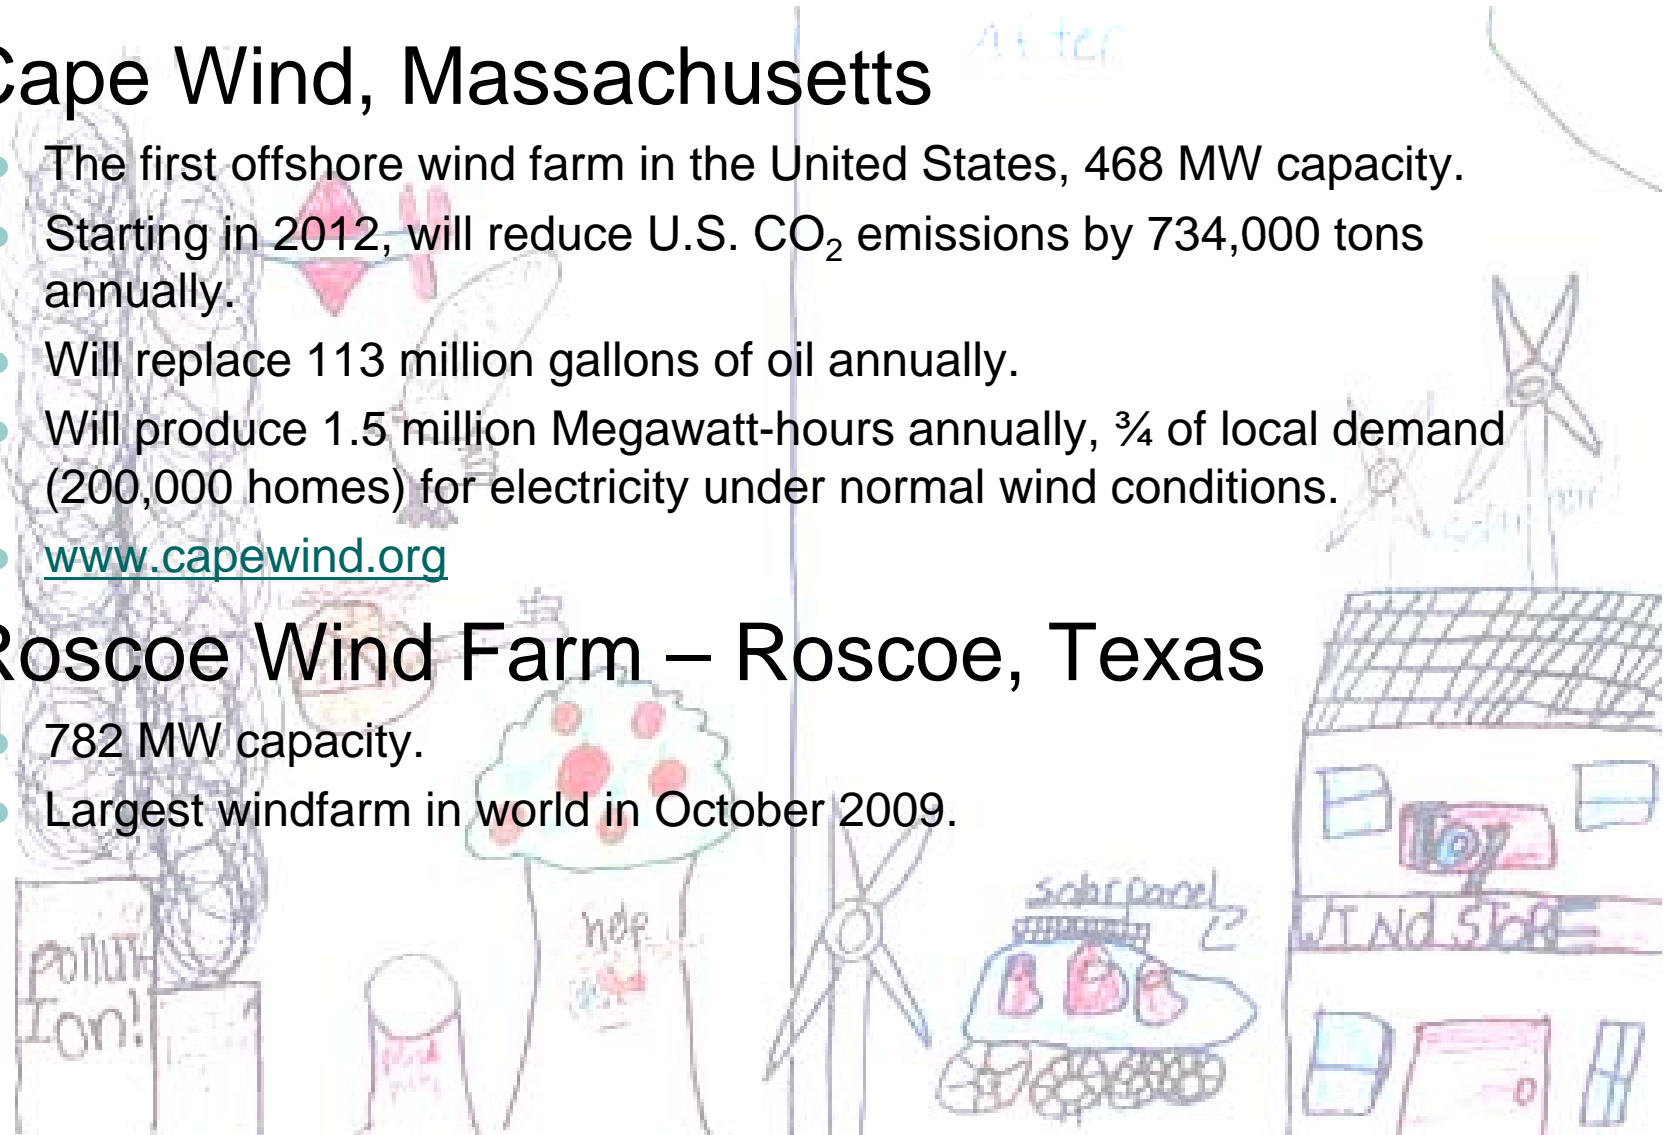 After
Cape Wind, Massachusetts
The first offshore wind farm in the United States, 468 MW capacity.
Starting in 2012, will reduce U.S. CO₂ emissions by 734,000 tons
annually.
Will replace 113 million gallons of oil annually.
Will produce 1.5 million Megawatt-hours annually, ¾ of local demand
(200,000 homes) for electricity under normal wind conditions.
www.capewind.org
Roscoe Wind Farm – Roscoe, Texas
782 MW capacity.
Largest windfarm in world in October 2009.
solar panel
Toy
WINd STORE
help
pollut
Ion!